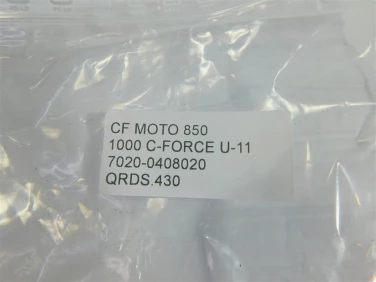 CF MOTO 850
1000 C-FORCE U-11
7020-0408020
QRDS.430